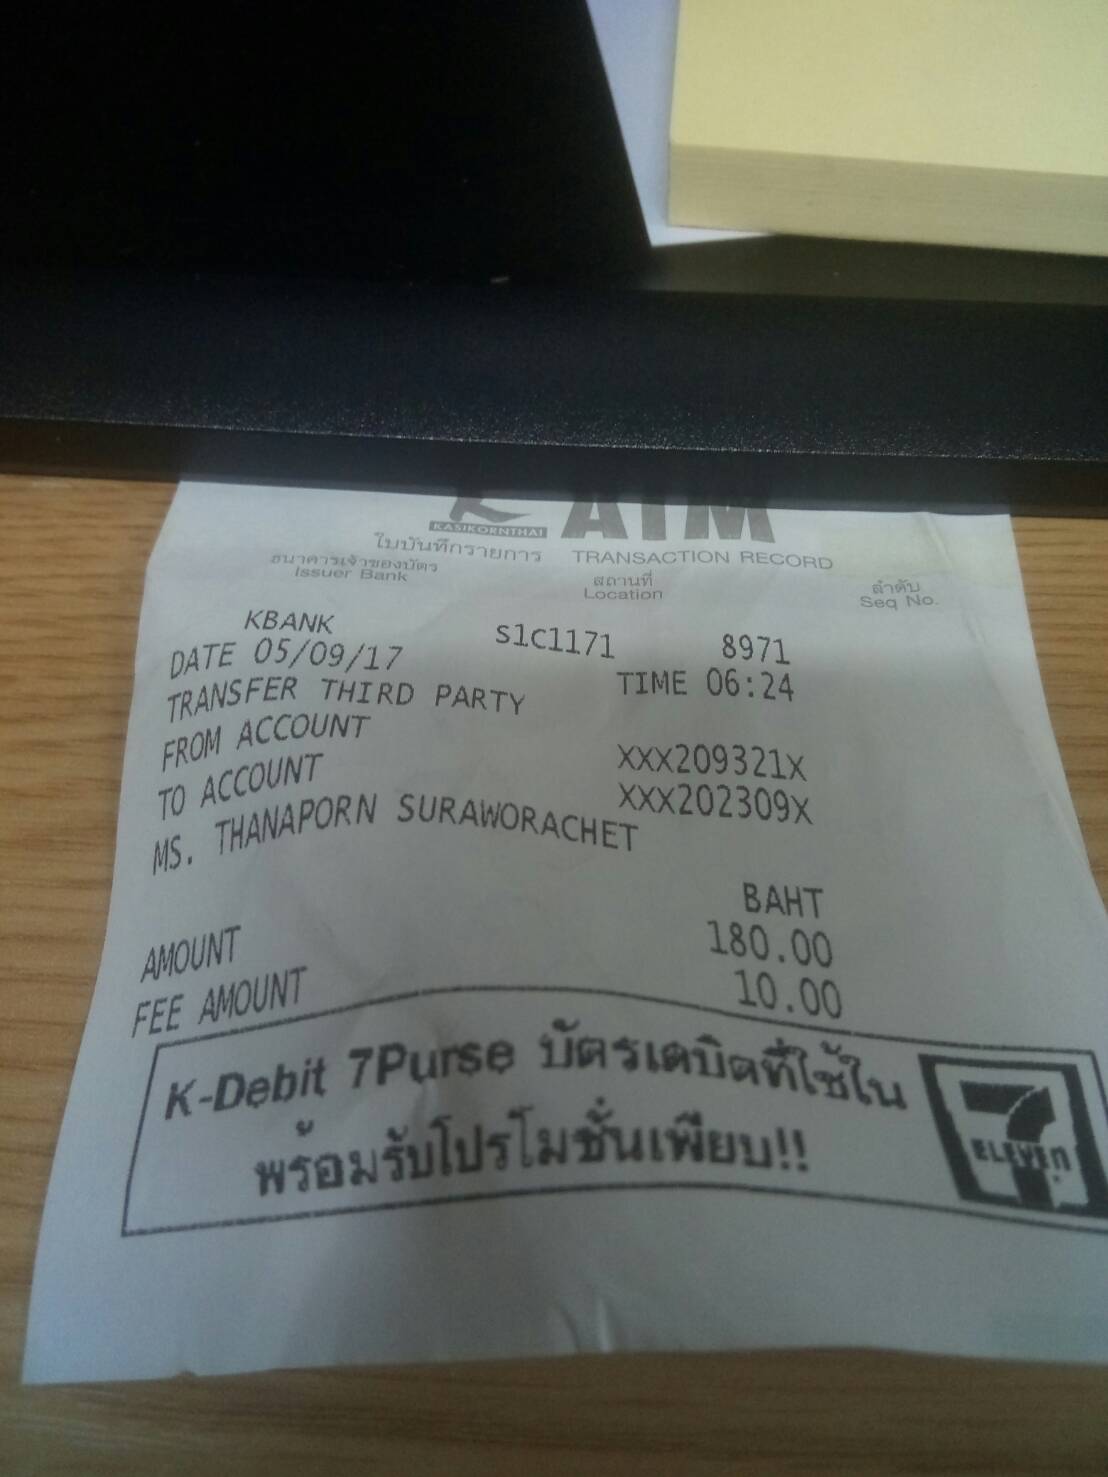 KASIKORNTHAI ATM
ใบบันทึกรายการ TRANSACTION RECORD
ธนาคารเจ้าของบัตร สถานที่ ลำดับ
Issuer Bank Location Seq No.
KBANK S1C1171 8971
DATE 05/09/17 TIME 06:24
TRANSFER THIRD PARTY
FROM ACCOUNT XXX209321X
TO ACCOUNT XXX202309X
MS. THANAPORN SURAWORACHET
BAHT
AMOUNT 180.00
FEE AMOUNT 10.00
K-Debit 7Purse บัตรเดบิตที่ใช้ใน
พร้อมรับโปรโมชั่นเพียบ!!
7 ELEVEn